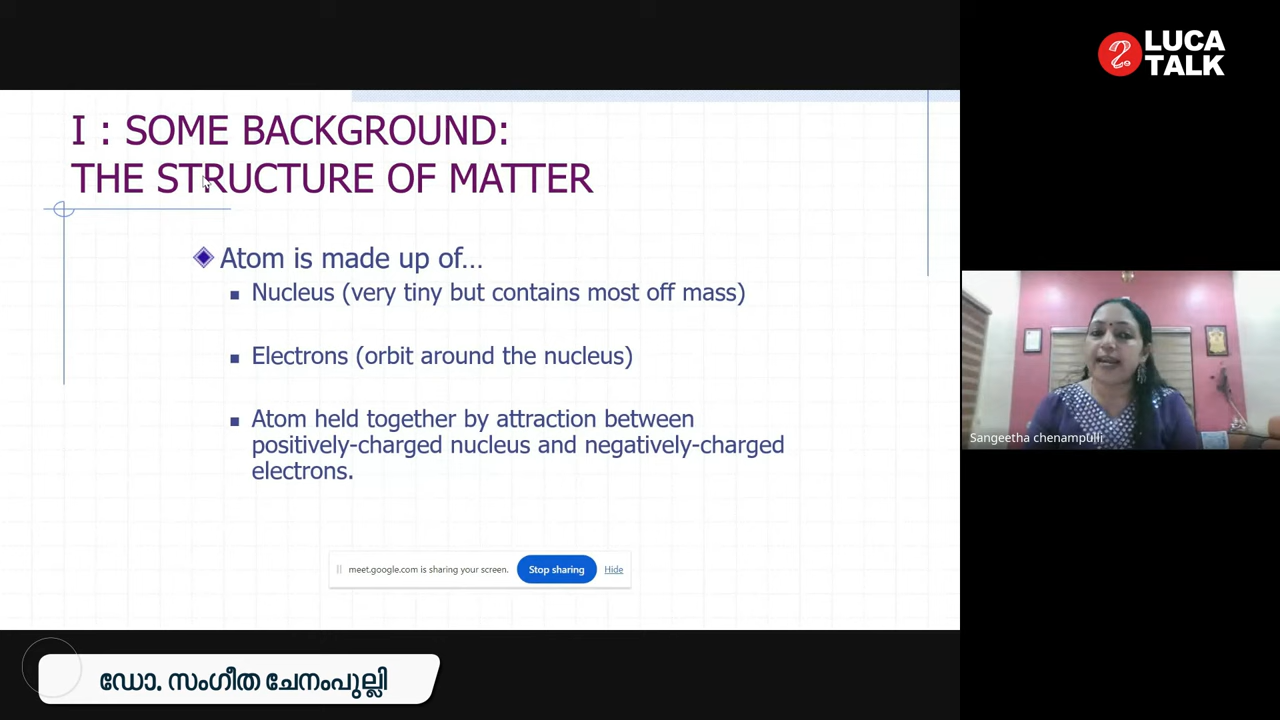 LUCA
TALK
I : SOME BACKGROUND:
THE STRUCTURE OF MATTER
Atom is made up of...
Nucleus (very tiny but contains most off mass)
Electrons (orbit around the nucleus)
Atom held together by attraction between
positively-charged nucleus and negatively-charged
electrons.
Sangeetha chenampulli
meet.google.com is sharing your screen. Stop sharing Hide
ഡോ. സംഗീത ചേനംപുല്ലി